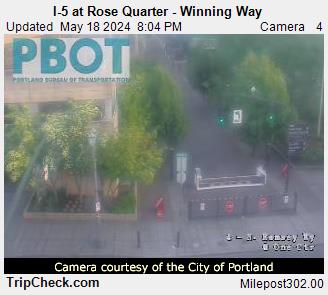 I-5 at Rose Quarter - Winning Way
Updated May 18 2024 8:04 PM Camera 4
PBOT
PORTLAND BUREAU OF TRANSPORTATION
Camera courtesy of the City of Portland
TripCheck.com Milepost302.00